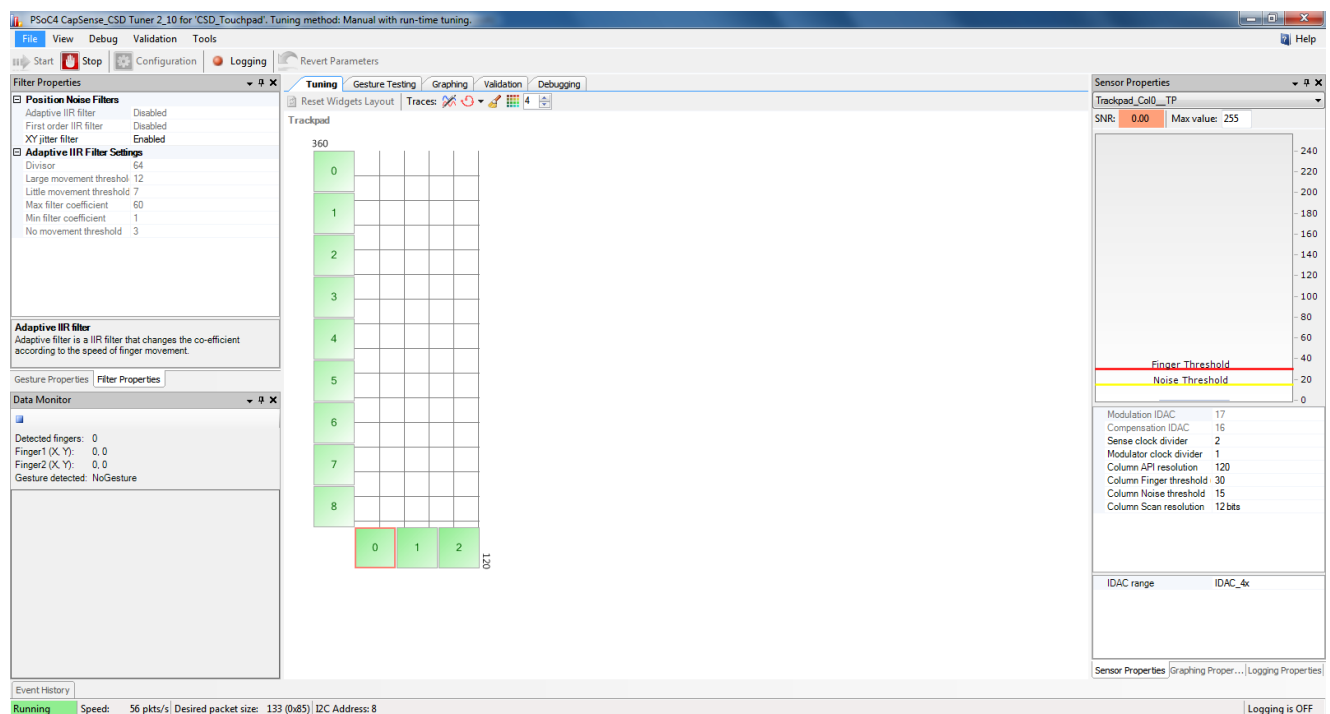 PSoC4 CapSense_CSD Tuner 2_10 for 'CSD_Touchpad'. Tuning method: Manual with run-time tuning.
File View Debug Validation Tools Help
Start Stop Configuration Logging Revert Parameters
Filter Properties
Position Noise Filters
Adaptive IIR filter Disabled
First order IIR filter Disabled
XY jitter filter Enabled
Adaptive IIR Filter Settings
Divisor 64
Large movement threshol 12
Little movement threshold 7
Max filter coefficient 60
Min filter coefficient 1
No movement threshold 3
Adaptive IIR filter
Adaptive filter is a IIR filter that changes the co-efficient
according to the speed of finger movement.
Gesture Properties Filter Properties
Data Monitor
Detected fingers: 0
Finger1 (X, Y): 0, 0
Finger2 (X, Y): 0, 0
Gesture detected: NoGesture
Tuning Gesture Testing Graphing Validation Debugging
Reset Widgets Layout Traces: 4
Trackpad
360
0
1
2
3
4
5
6
7
8
0 1 2
120
Sensor Properties
Trackpad_Col0__TP
SNR: 0.00 Max value: 255
240
220
200
180
160
140
120
100
80
60
40
Finger Threshold
20
Noise Threshold
0
Modulation IDAC 17
Compensation IDAC 16
Sense clock divider 2
Modulator clock divider 1
Column API resolution 120
Column Finger threshold 30
Column Noise threshold 15
Column Scan resolution 12 bits
IDAC range IDAC_4x
Sensor Properties Graphing Proper... Logging Properties
Event History
Running Speed: 56 pkts/s Desired packet size: 133 (0x85) I2C Address: 8 Logging is OFF